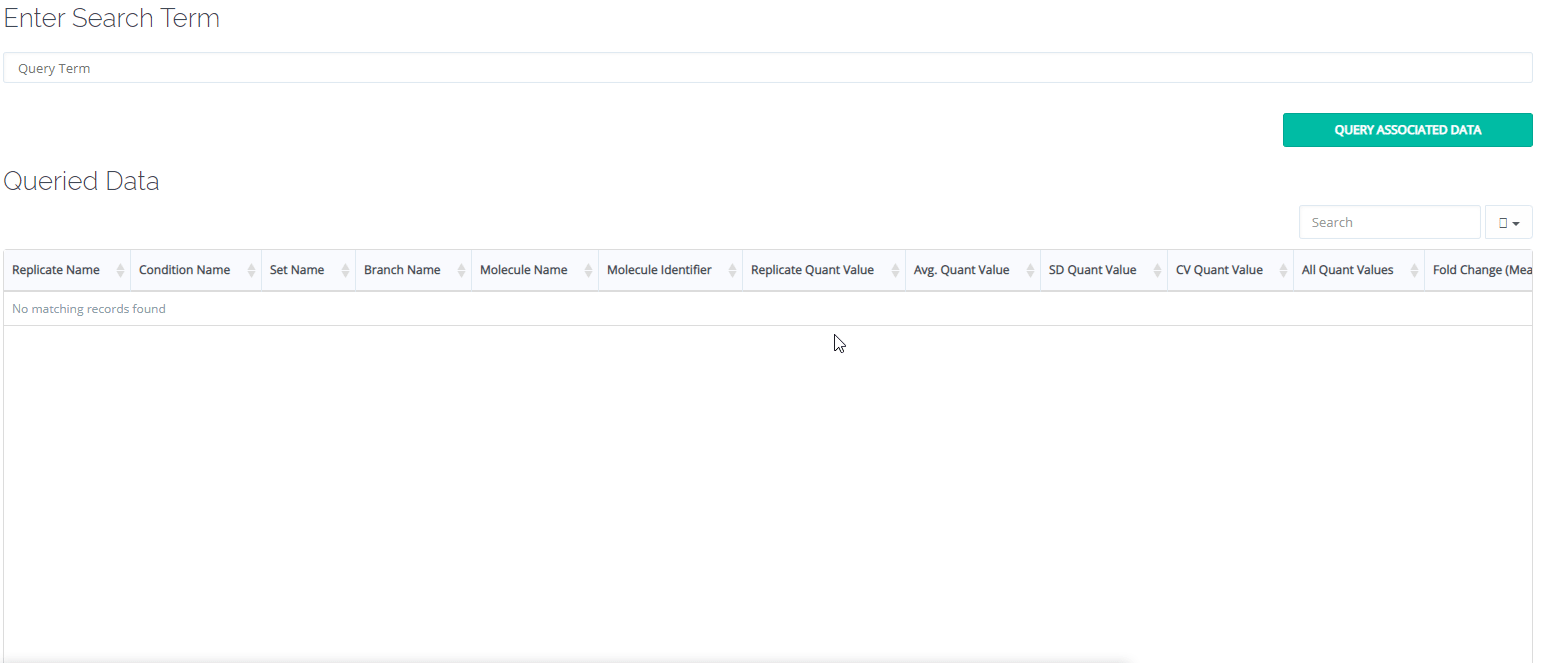 Enter Search Term
Query Term
QUERY ASSOCIATED DATA
Queried Data
Search
Replicate Name Condition Name Set Name Branch Name Molecule Name Molecule Identifier Replicate Quant Value Avg. Quant Value SD Quant Value CV Quant Value All Quant Values Fold Change (Mea
No matching records found